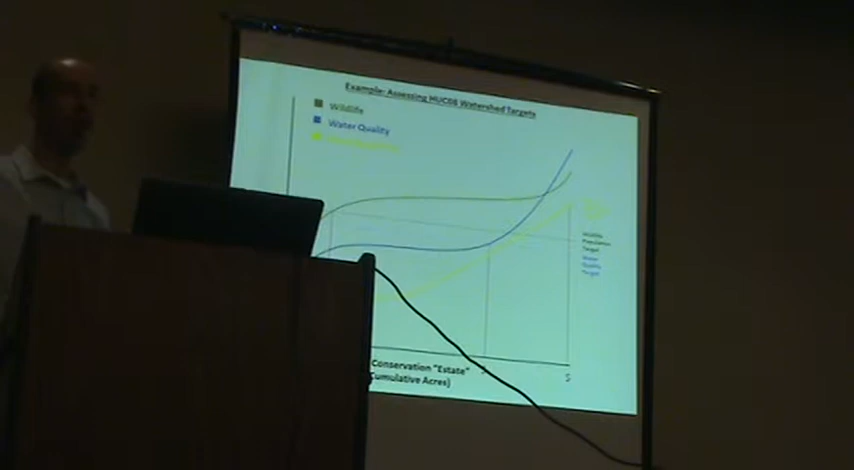 Example: Assessing HUC08 Watershed Targets
Wildlife
Water Quality
Wildlife
Population
Target
Water
Quality
Target
Conservation "Estate"
Cumulative Acres)
$